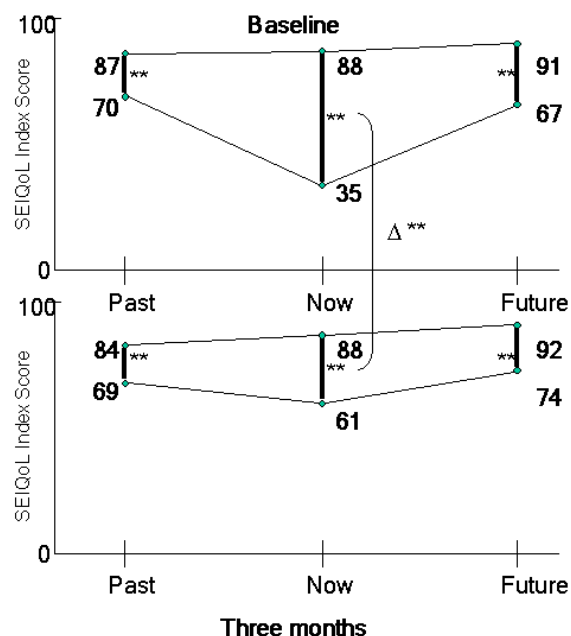 Baseline
100
SEIQoL Index Score
87 ** 88 ** 91
70 ** 67
35
Δ **
0
Past Now Future
100
SEIQoL Index Score
84 ** 88 ** 92
69 ** 74
61
0
Past Now Future
Three months